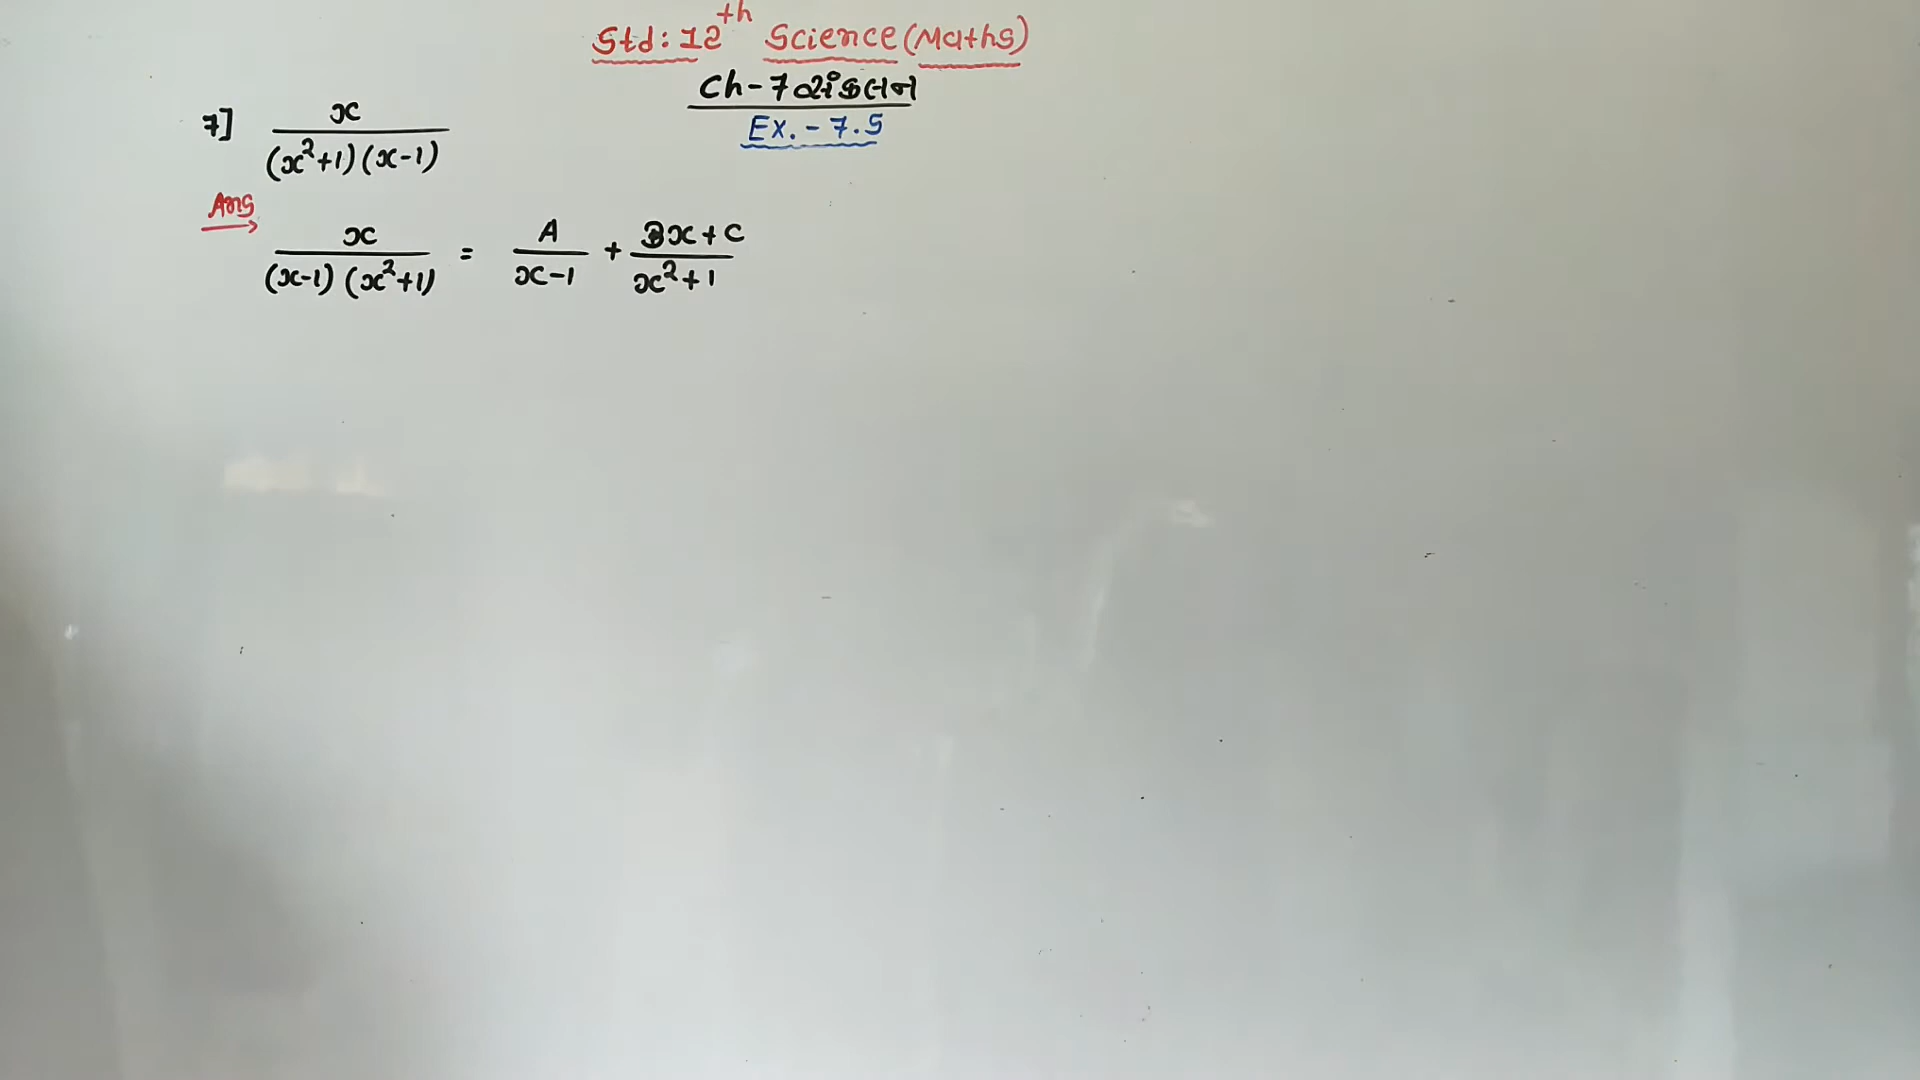 Std: 12th Science (Maths)
Ch - 7 સંકલન
Ex. - 7.5
7] x / (x²+1)(x-1)
Ans
x / (x-1)(x²+1) = A / x-1 + Bx+C / x²+1